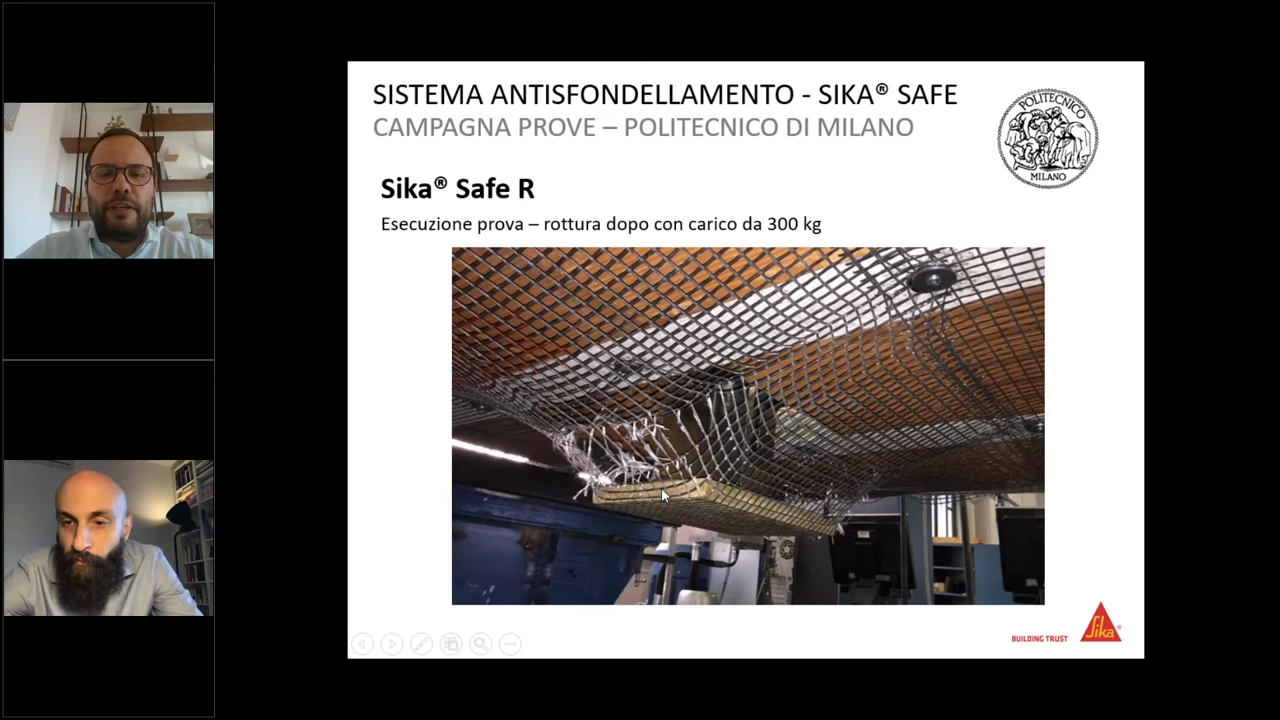 SISTEMA ANTISFONDELLAMENTO - SIKA® SAFE
CAMPAGNA PROVE – POLITECNICO DI MILANO
POLITECNICO
MILANO
Sika® Safe R
Esecuzione prova – rottura dopo con carico da 300 kg
BUILDING TRUST
Sika®